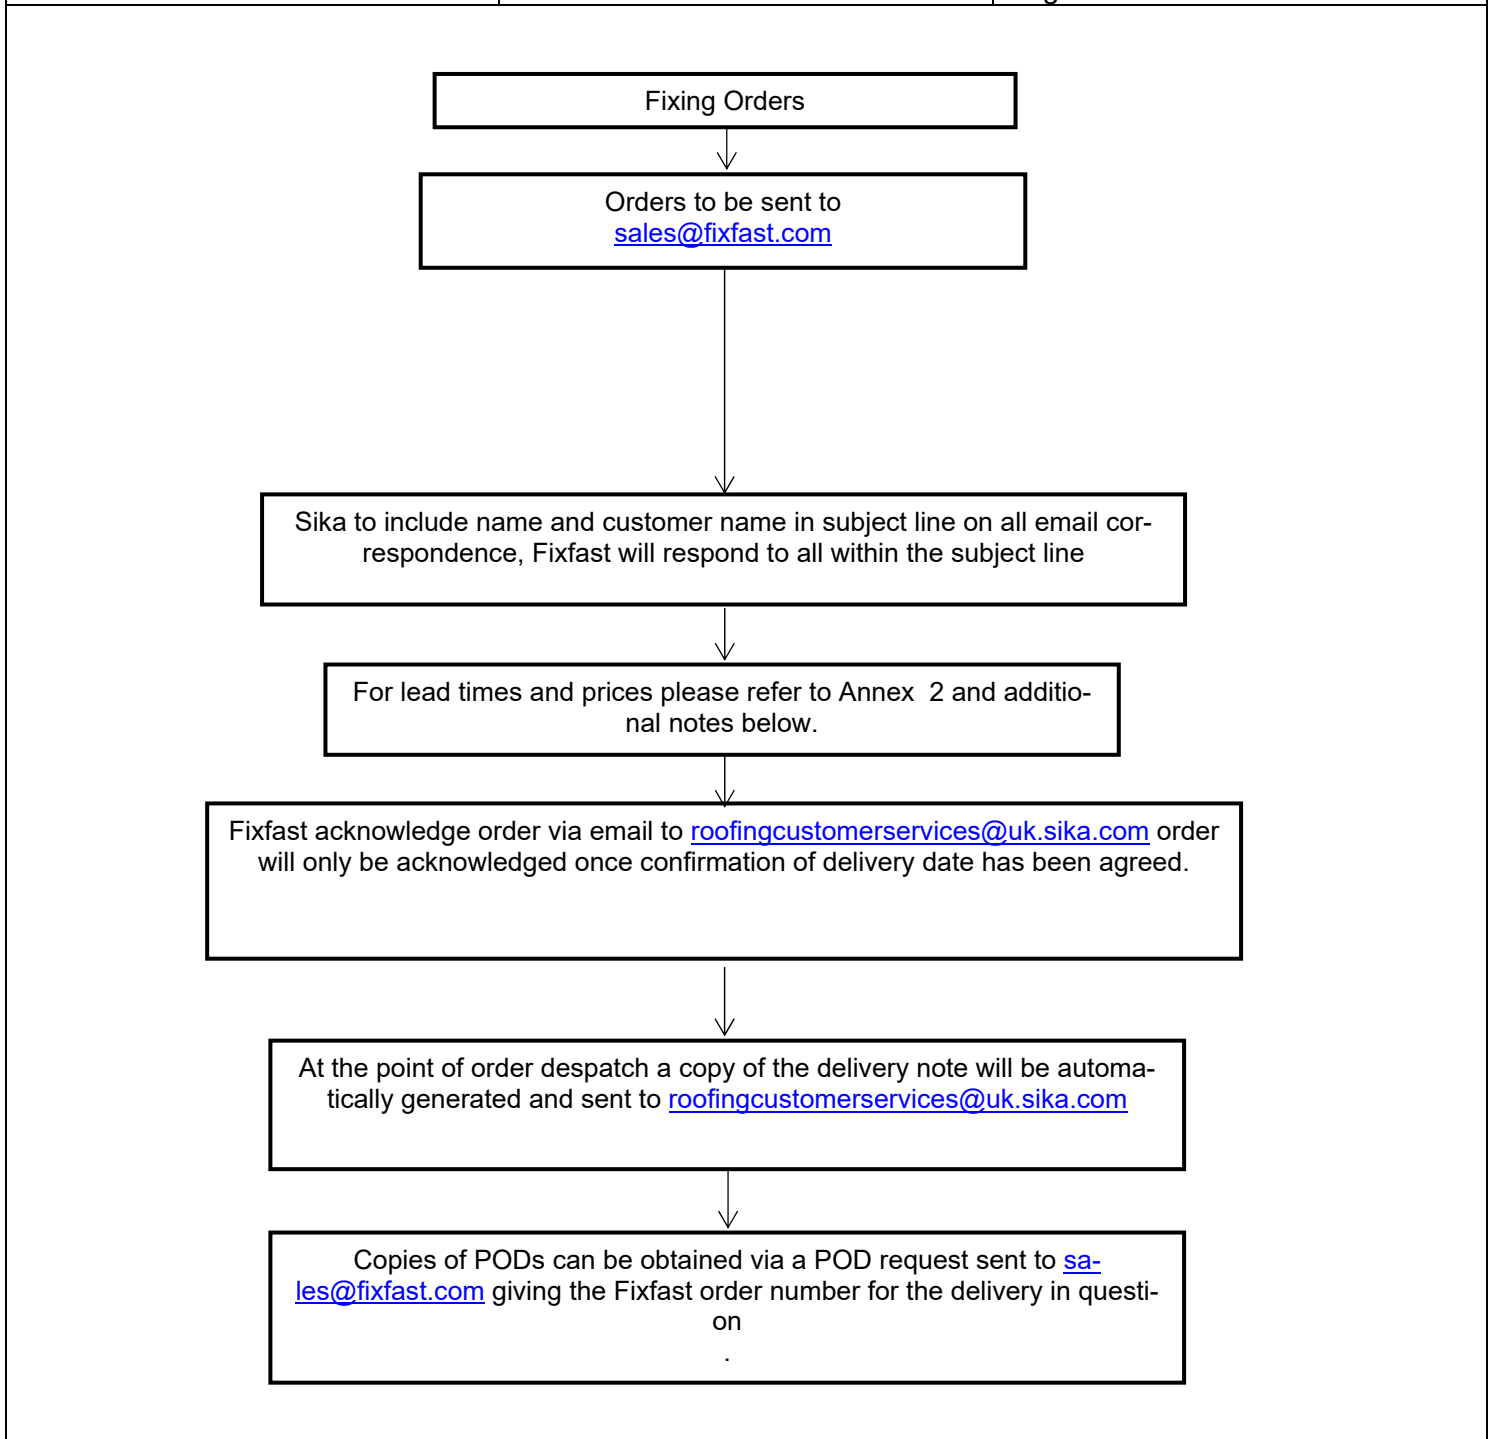 Fixing Orders
Orders to be sent to
sales@fixfast.com
Sika to include name and customer name in subject line on all email cor-
respondence, Fixfast will respond to all within the subject line
For lead times and prices please refer to Annex  2 and additio-
nal notes below.
Fixfast acknowledge order via email to roofingcustomerservices@uk.sika.com order
will only be acknowledged once confirmation of delivery date has been agreed.
At the point of order despatch a copy of the delivery note will be automa-
tically generated and sent to roofingcustomerservices@uk.sika.com
Copies of PODs can be obtained via a POD request sent to sa-
les@fixfast.com giving the Fixfast order number for the delivery in questi-
on
.